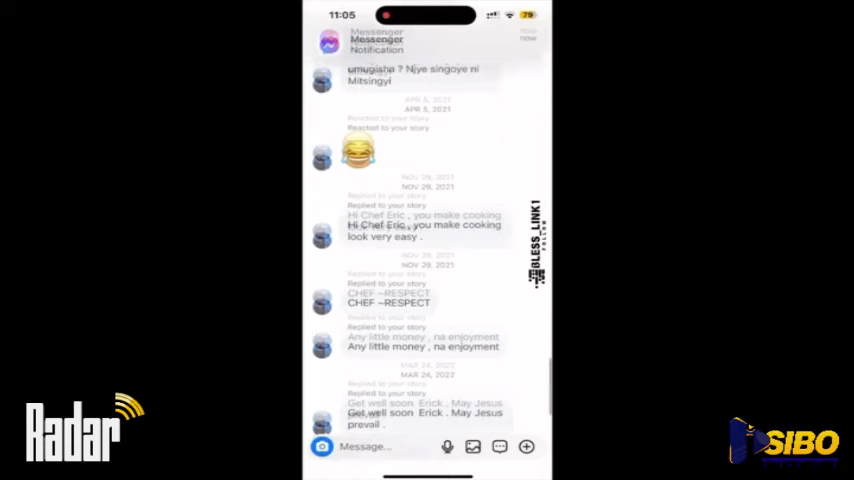 11:05
79
Messenger
now
Notification
umugisha ? Njye singoye ni
Mitsingyi
APR 5, 2021
Reacted to your story
NOV 29, 2021
Replied to your story
Hi Chef Eric , you make cooking
look very easy .
NOV 29, 2021
Replied to your story
CHEF ~RESPECT
Replied to your story
Any little money , na enjoyment
MAR 24, 2022
Replied to your story
Get well soon Erick . May Jesus
prevail .
Message...
BLESS_LINK1
FOLLOW
Radar
SIBO